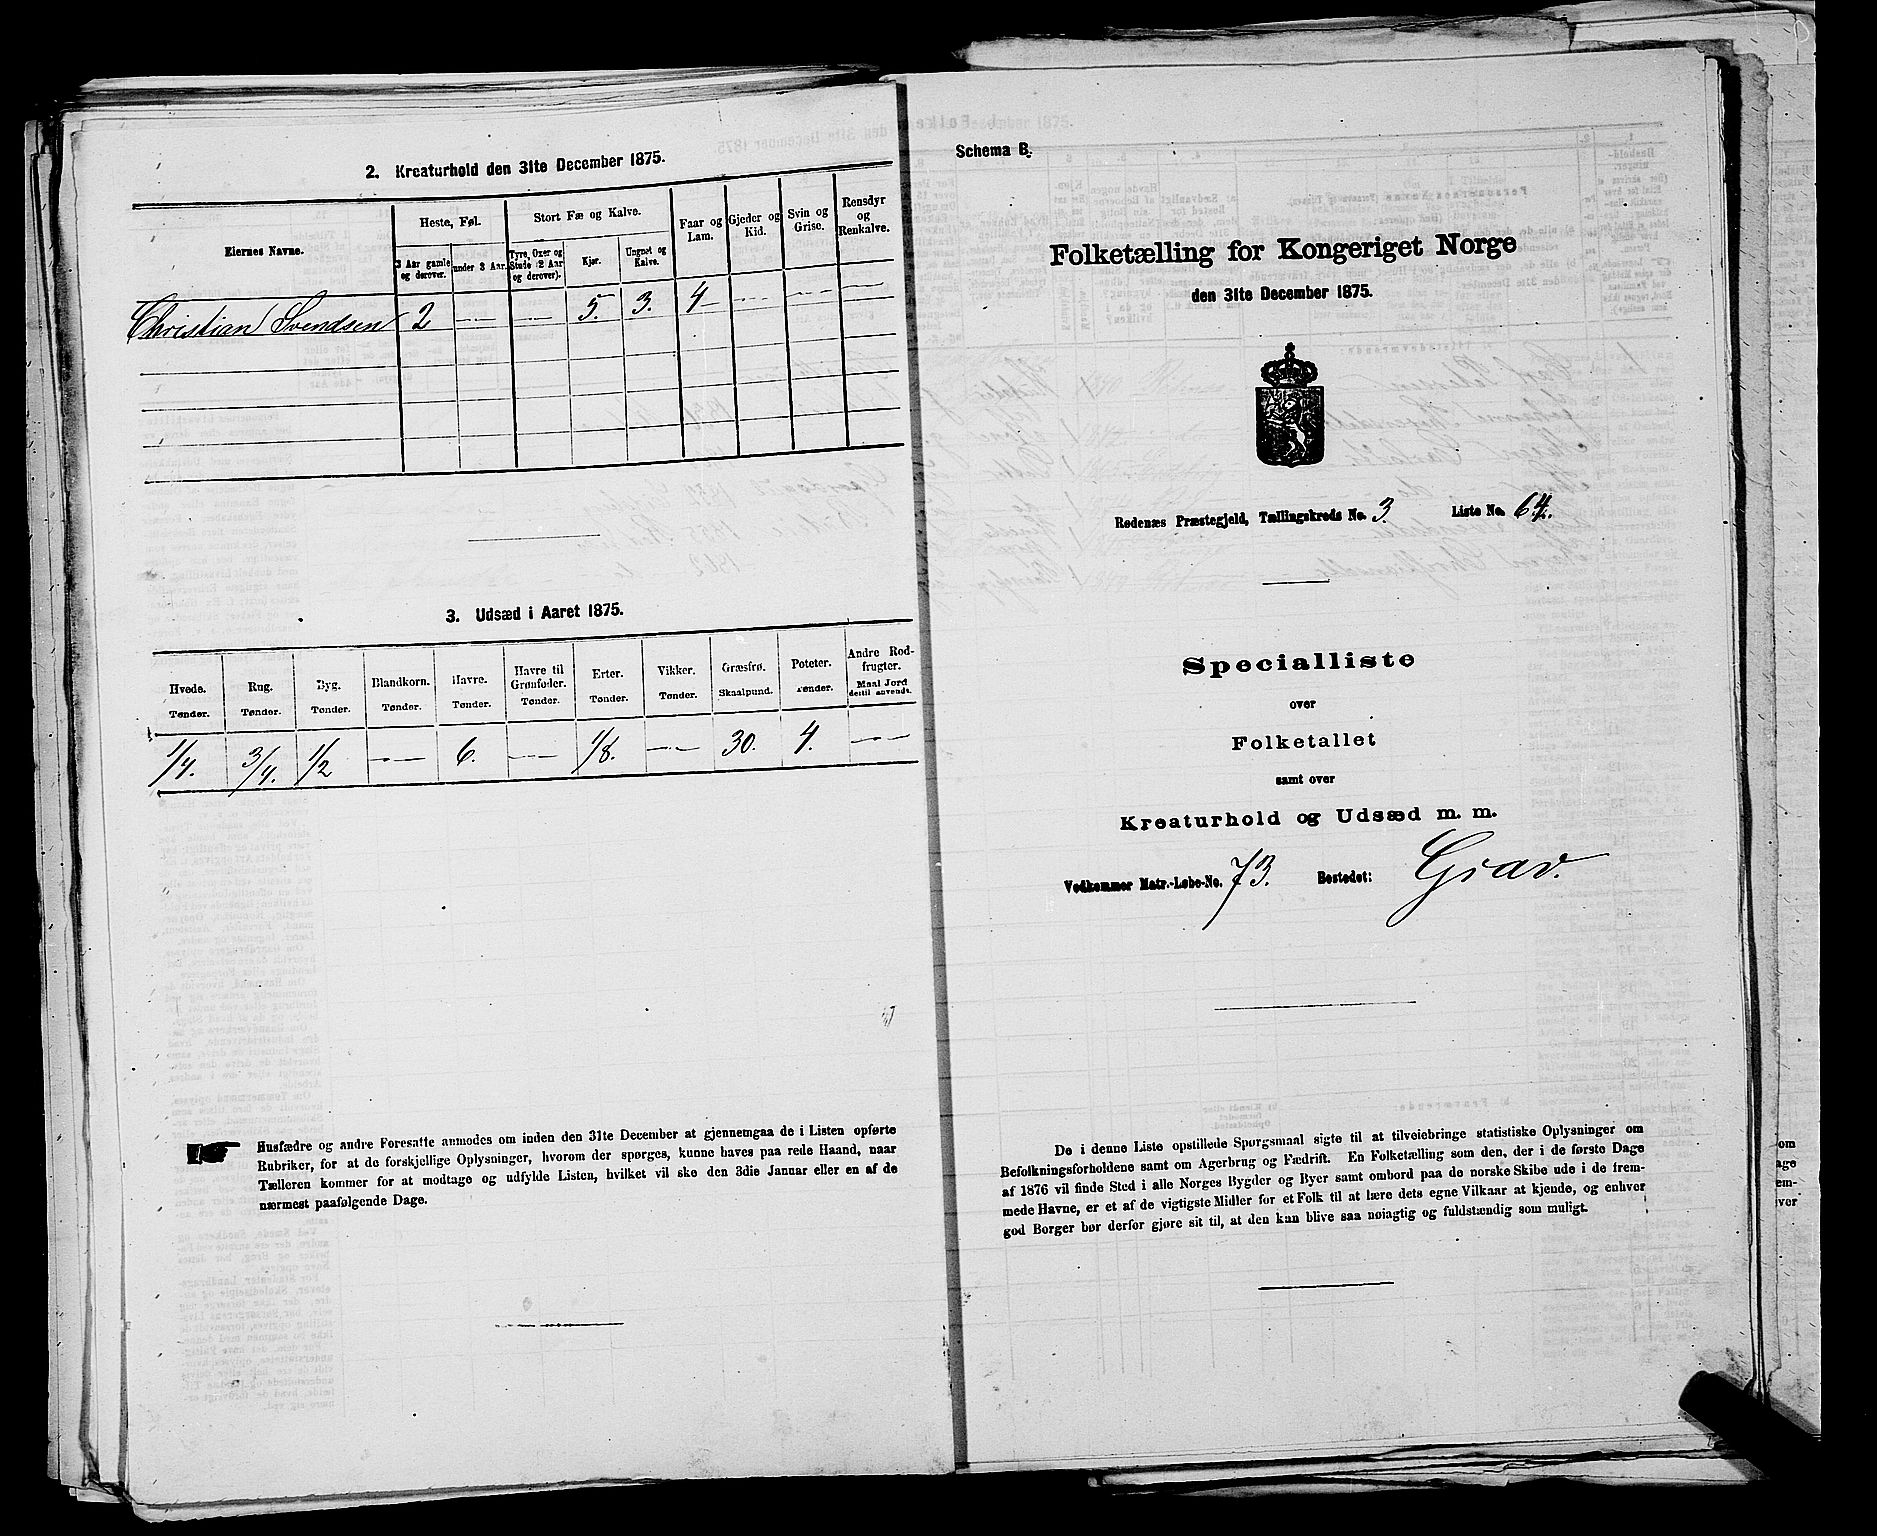 2. Kreaturhold den 31te December 1875.
Eiernes Navne.
Heste, Føl.
3 Aar gamle og derover.
under 3 Aar.
Stort Fæ og Kalve.
Tyre, Oxer og Stude (2 Aar og derover).
Kjør.
Ungnet og Kalve.
Faar og Lam.
Gjeder og Kid.
Svin og Grise.
Rensdyr og Renkalve.
Christian Svendsen 2 — — 5. 3. 4 — — —
3. Udsæd i Aaret 1875.
Hvede. Rug. Byg. Blandkorn. Havre. Havre til Grønfoder. Erter. Vikker. Græsfrø. Poteter. Andre Rodfrugter.
Tønder. Tønder. Tønder. Tønder. Tønder. Tønder. Tønder. Tønder. Skaalpund. Tønder. Maal Jord dertil anvendt.
1/4. 3/4. 1/2 — 6. — 1/8. — 30. 4. —
Husfædre og andre Foresatte anmodes om inden den 31te December at gjennemgaa de i Listen opførte
Rubriker, for at de forskjellige Oplysninger, hvorom der spørges, kunne haves paa rede Haand, naar
Tælleren kommer for at modtage og udfylde Listen, hvilket vil ske den 3die Januar eller en af de
nærmest paafølgende Dage.
Schema B.
Folketælling for Kongeriget Norge
den 31te December 1875.
Rødenæs Præstegjeld, Tællingskreds No. 3. Liste No. 64.
Specialliste
over
Folketallet
samt over
Kreaturhold og Udsæd m. m.
Vedkommer Matr.-Løbe-No. 73. Bostedet: Grav.
De i denne Liste opstillede Spørgsmaal sigte til at tilveiebringe statistiske Oplysninger om
Befolkningsforholdene samt om Agerbrug og Fædrift. En Folketælling som den, der i de første Dage
af 1876 vil finde Sted i alle Norges Bygder og Byer samt ombord paa de norske Skibe ude i de frem-
mede Havne, er et af de vigtigste Midler for et Folk til at lære dets egne Vilkaar at kjende, og enhver
god Borger bør derfor gjøre sit til, at den kan blive saa nøiagtig og fuldstændig som muligt.